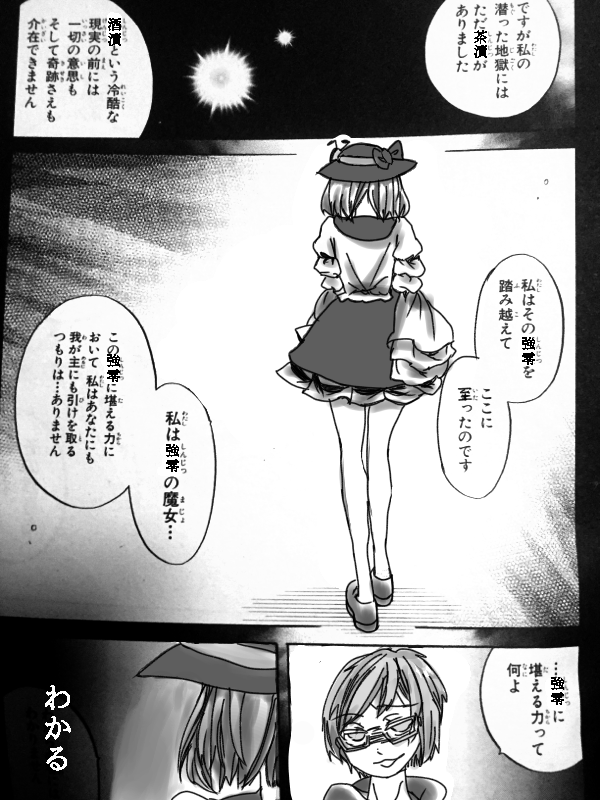 ですが私の
潜った地獄には
ただ茶漬が
ありました
酒漬という冷酷な
現実の前には
一切の意思も
そして奇跡さえも
介在できません
私はその強零を
踏み越えて
ここに
至ったのです
私は強零の魔女…
この強零に堪える力に
おいて 私はあなたにも
我が主にも引けを取る
つもりは…ありません
…強零に
堪える力って
何よ
わかる